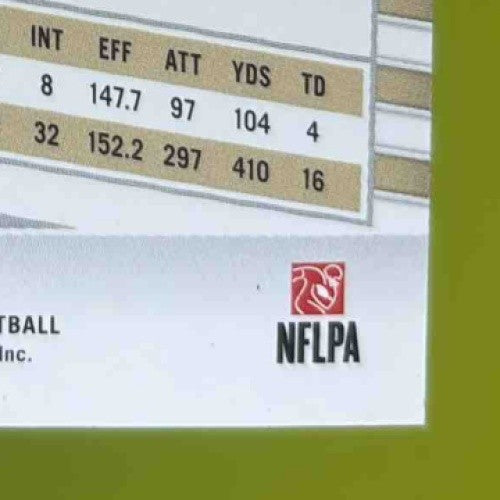 INT EFF ATT YDS TD
8 147.7 97 104 4
32 152.2 297 410 16
TBALL
Inc.
NFLPA